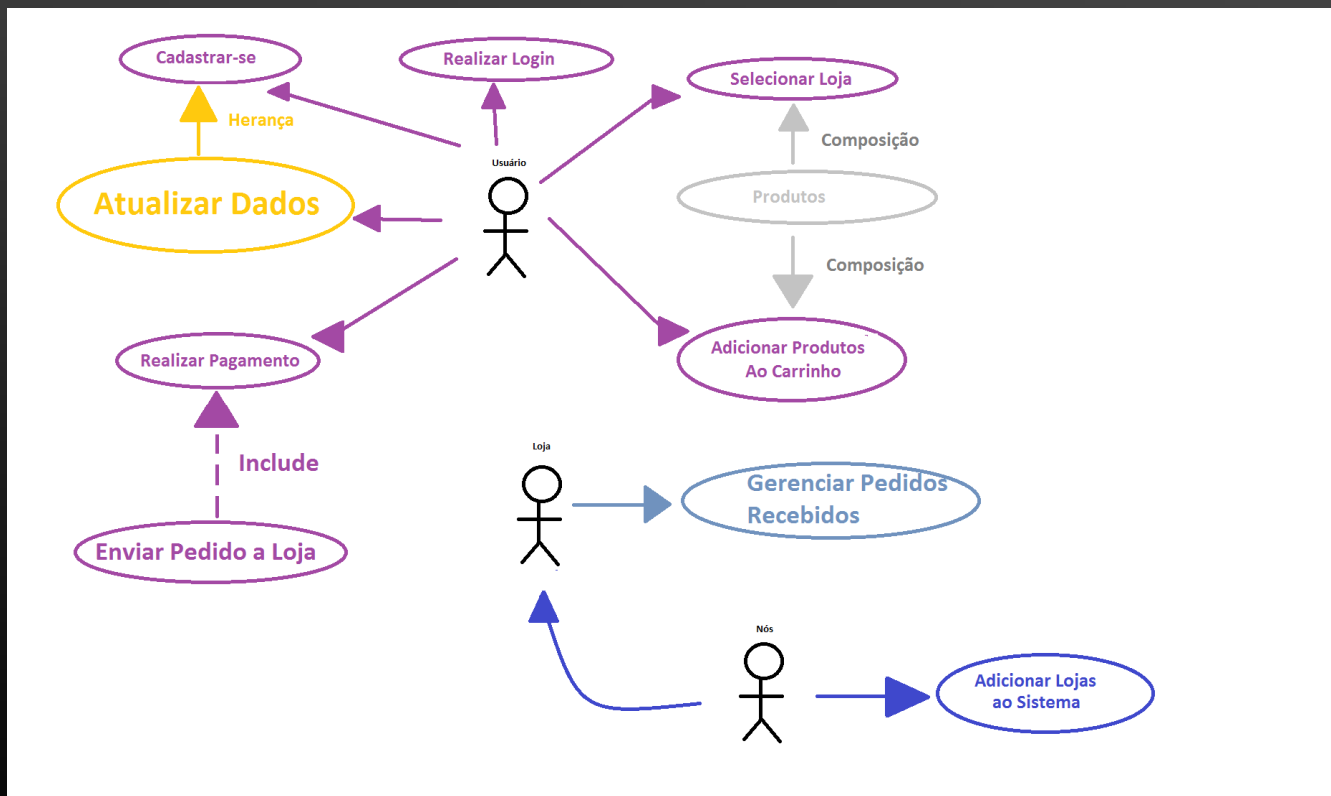 Cadastrar-se
Realizar Login
Selecionar Loja
Herança
Composição
Usuário
Atualizar Dados
Produtos
Composição
Realizar Pagamento
Adicionar Produtos
Ao Carrinho
Include
Loja
Gerenciar Pedidos
Recebidos
Enviar Pedido a Loja
Nós
Adicionar Lojas
ao Sistema